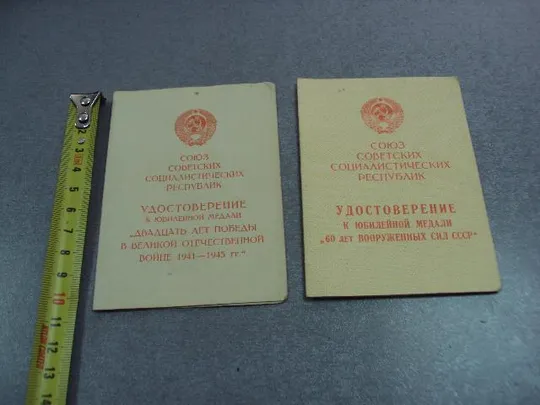 СОЮЗ
СОВЕТСКИХ
СОЦИАЛИСТИЧЕСКИХ
РЕСПУБЛИК
УДОСТОВЕРЕНИЕ
К ЮБИЛЕЙНОЙ МЕДАЛИ
„ДВАДЦАТЬ ЛЕТ ПОБЕДЫ
В ВЕЛИКОЙ ОТЕЧЕСТВЕННОЙ
ВОЙНЕ 1941—1945 гг."
СОЮЗ
СОВЕТСКИХ
СОЦИАЛИСТИЧЕСКИХ
РЕСПУБЛИК
УДОСТОВЕРЕНИЕ
К ЮБИЛЕЙНОЙ МЕДАЛИ
„60 ЛЕТ ВООРУЖЕННЫХ СИЛ СССР"
2
3
4
5
6
7
8
9
10
11
12
13
14